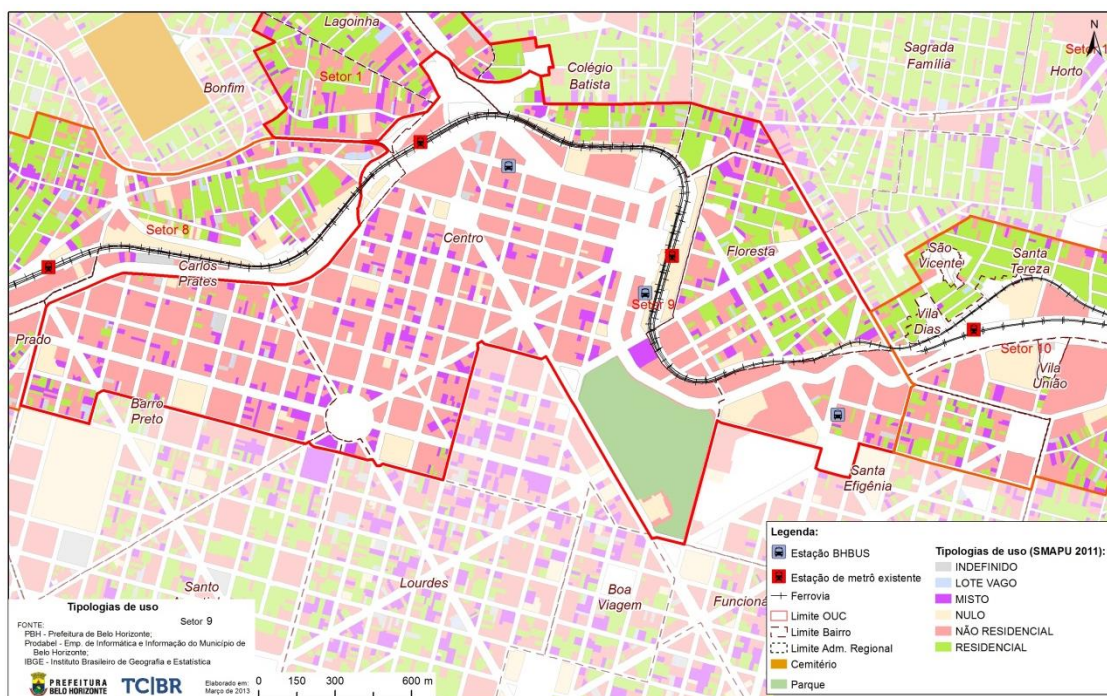 Lagoinha
Setor 1
Bonfim
Colégio
Batista
Sagrada
Família
Setor 1
Horto
N
Setor 8
Carlos
Prates
Centro
Floresta
São
Vicente
Santa
Tereza
Vila
Dias
Setor 9
Setor 10
Vila
União
Prado
Barro
Preto
Santa
Efigênia
Santo
Lourdes
Boa
Viagem
Funcioná
Tipologias de uso
Setor 9
FONTE:
PBH - Prefeitura de Belo Horizonte;
Prodabel - Emp. de Informática e Informação do Município de
Belo Horizonte;
IBGE - Instituto Brasileiro de Geografia e Estatística
PREFEITURA
BELO HORIZONTE
TC|BR
Elaborado em:
Março de 2013
0 150 300 600 m
Legenda:
Estação BHBUS
Estação de metrô existente
Ferrovia
Limite OUC
Limite Bairro
Limite Adm. Regional
Cemitério
Parque
Tipologias de uso (SMAPU 2011):
INDEFINIDO
LOTE VAGO
MISTO
NULO
NÃO RESIDENCIAL
RESIDENCIAL